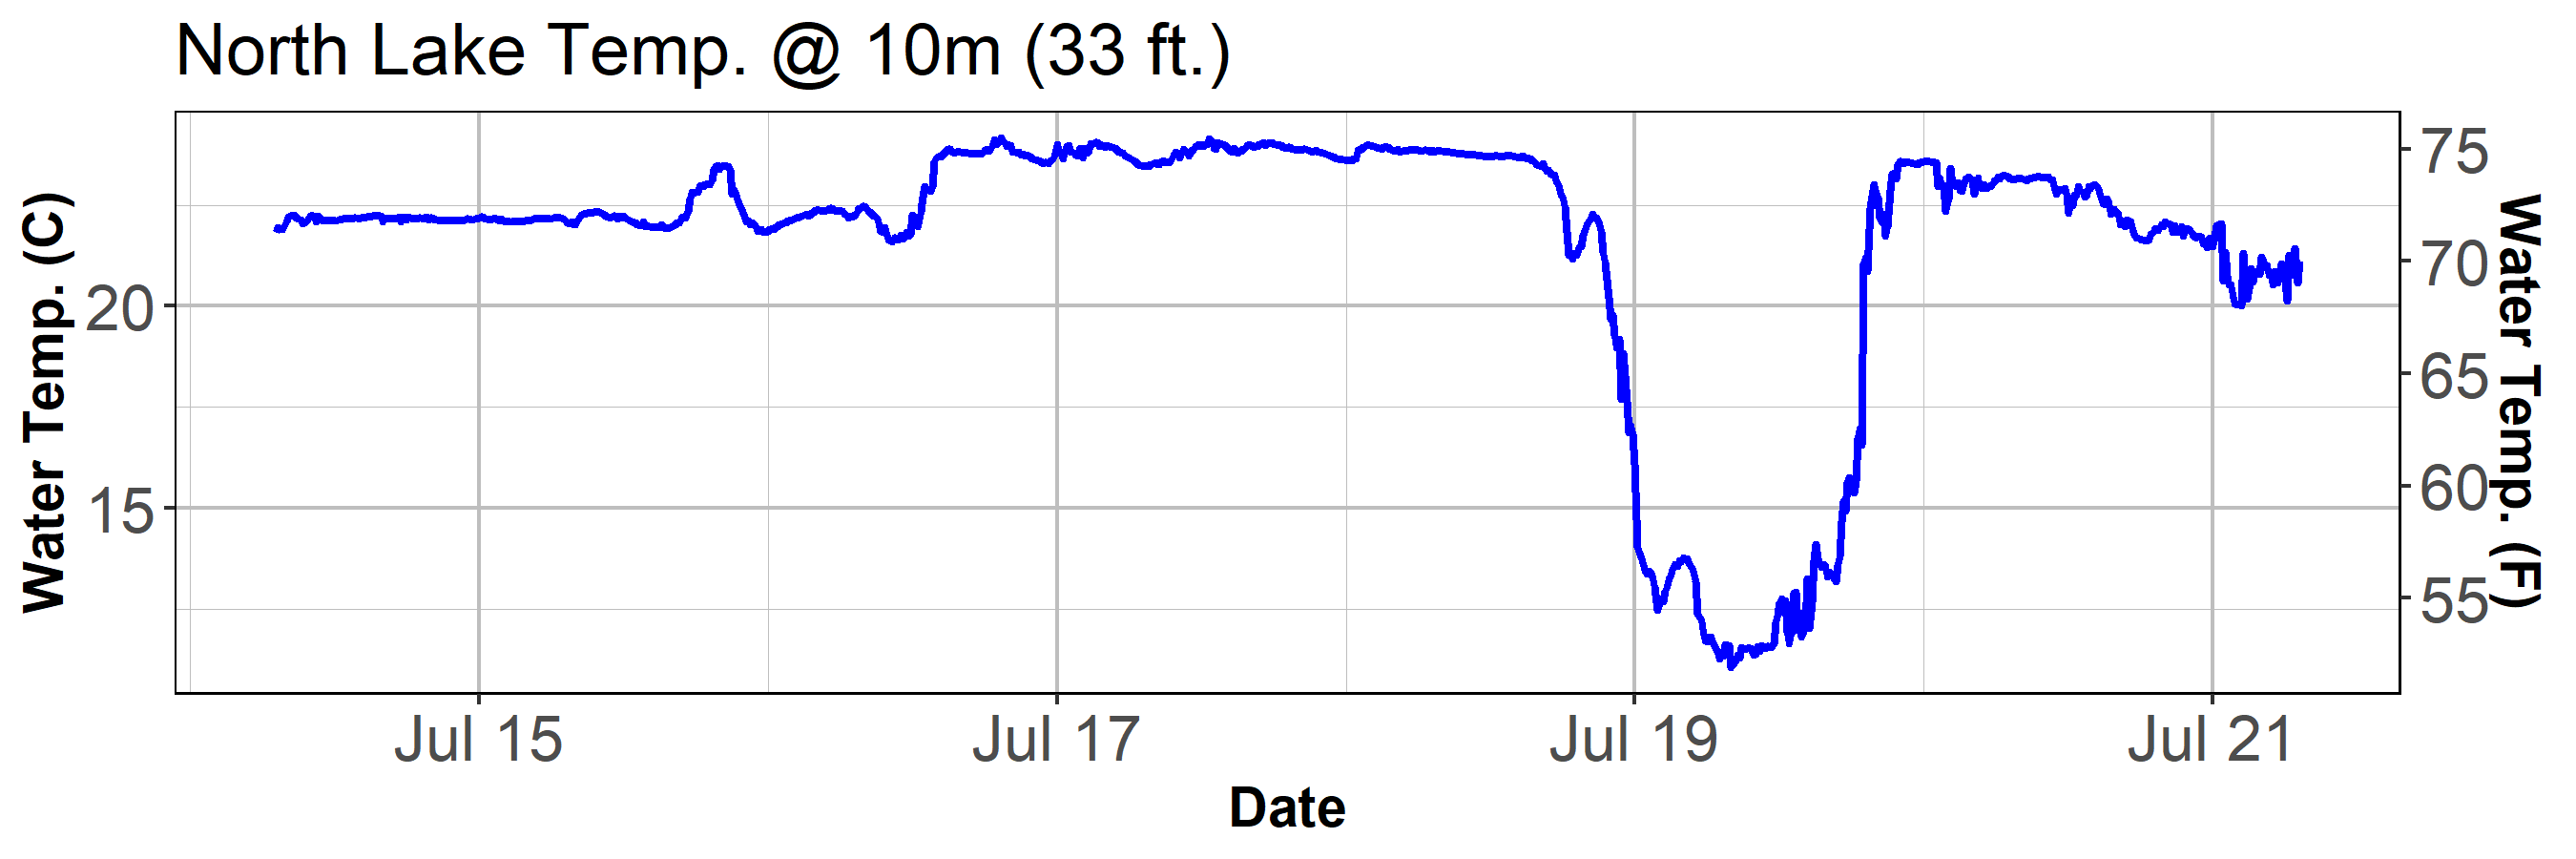 North Lake Temp. @ 10m (33 ft.)
Water Temp. (C)
20
15
75
70
65
60
55
Water Temp. (F)
Jul 15
Jul 17
Jul 19
Jul 21
Date